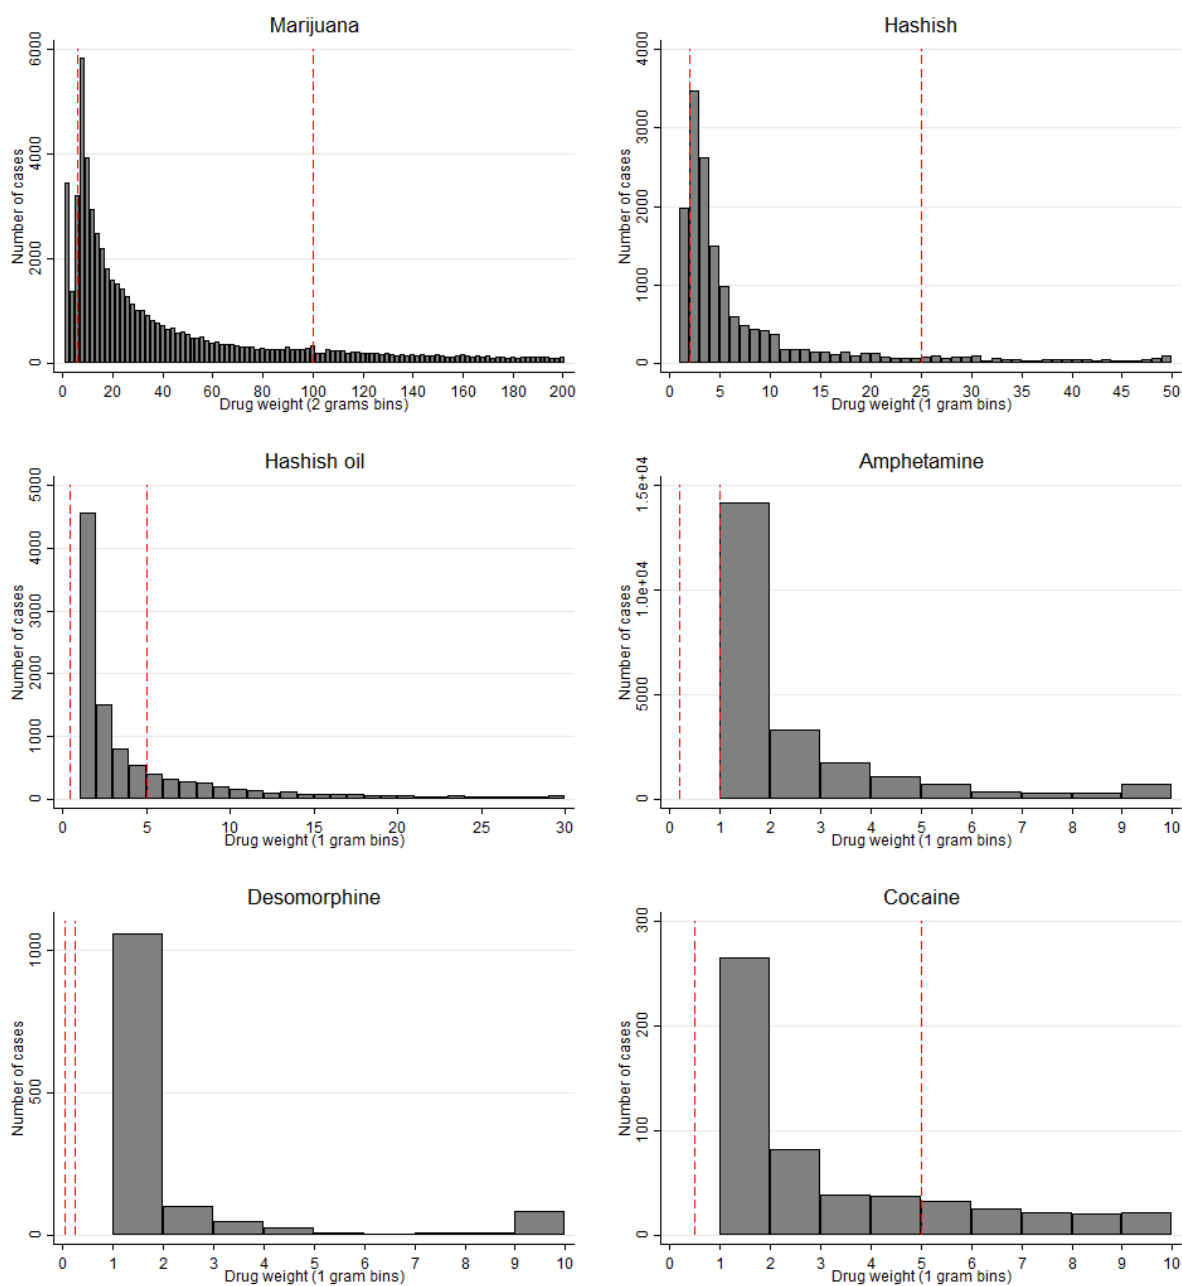 Marijuana
Number of cases
0 2000 4000 6000
0 20 40 60 80 100 120 140 160 180 200
Drug weight (2 grams bins)
Hashish
Number of cases
0 1000 2000 3000 4000
0 5 10 15 20 25 30 35 40 45 50
Drug weight (1 gram bins)
Hashish oil
Number of cases
0 1000 2000 3000 4000 5000
0 5 10 15 20 25 30
Drug weight (1 gram bins)
Amphetamine
Number of cases
0 5000 1.0e+04 1.5e+04
0 1 2 3 4 5 6 7 8 9 10
Drug weight (1 gram bins)
Desomorphine
Number of cases
0 500 1000
0 1 2 3 4 5 6 7 8 9 10
Drug weight (1 gram bins)
Cocaine
Number of cases
0 100 200 300
0 1 2 3 4 5 6 7 8 9 10
Drug weight (1 gram bins)